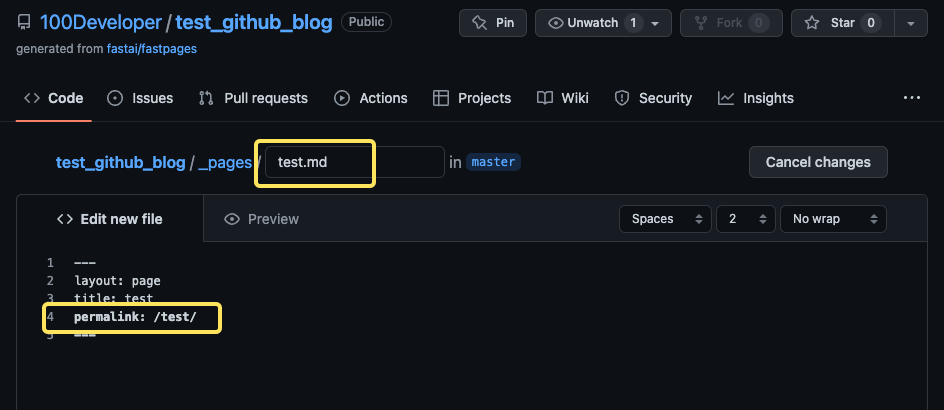 100Developer / test_github_blog Public
Pin Unwatch 1 Fork 0 Star 0
generated from fastai/fastpages
Code Issues Pull requests Actions Projects Wiki Security Insights ...
test_github_blog / _pages / test.md in master Cancel changes
Edit new file Preview Spaces 2 No wrap
1 ---
2 layout: page
3 title: test
4 permalink: /test/
5 ---